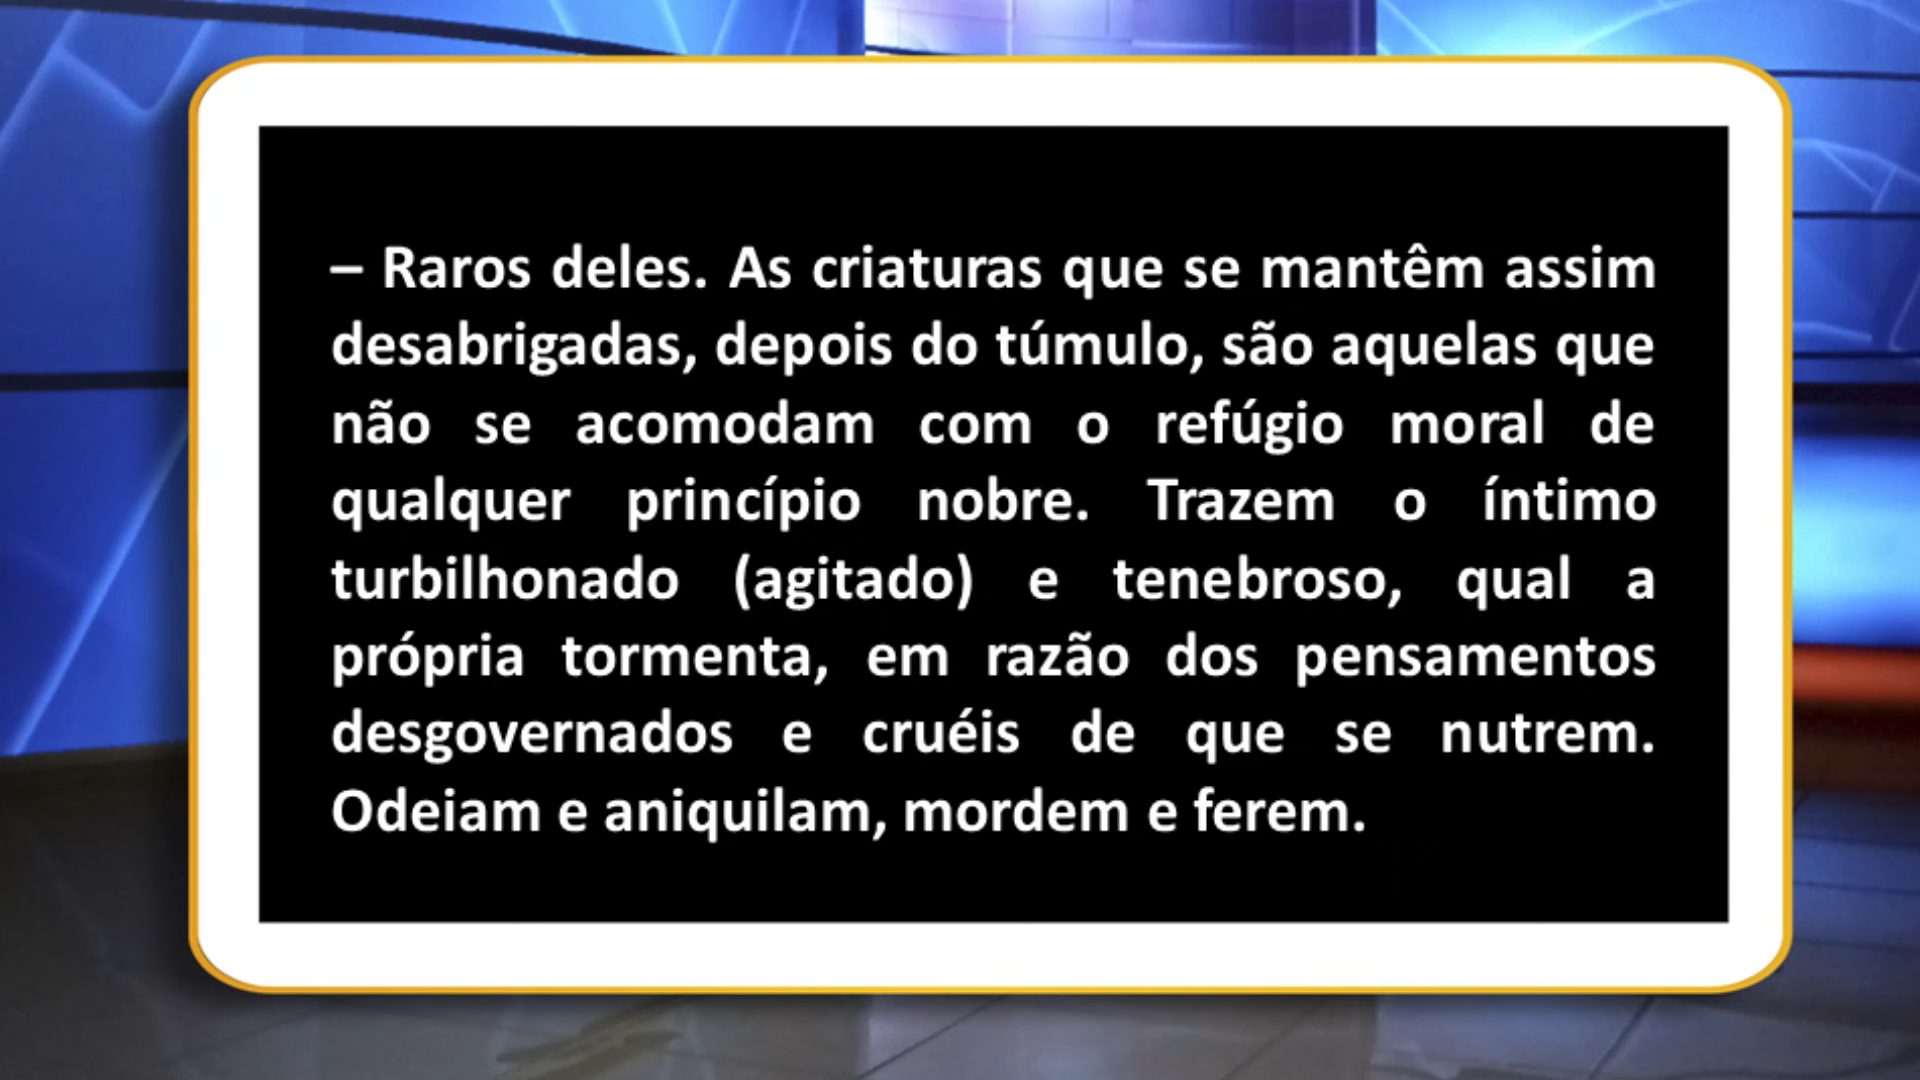 – Raros deles. As criaturas que se mantêm assim
desabrigadas, depois do túmulo, são aquelas que
não se acomodam com o refúgio moral de
qualquer princípio nobre. Trazem o íntimo
turbilhonado (agitado) e tenebroso, qual a
própria tormenta, em razão dos pensamentos
desgovernados e cruéis de que se nutrem.
Odeiam e aniquilam, mordem e ferem.